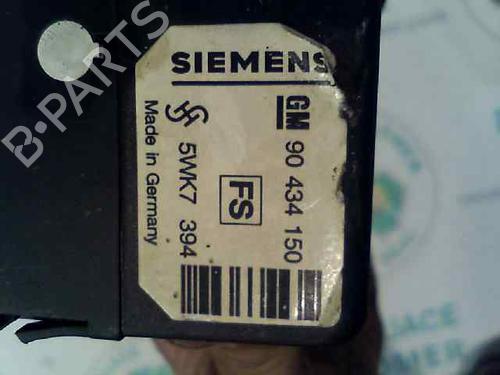 SIEMENS
GM 90 434 150
FS
5WK7 394
Made in Germany
B-PARTS